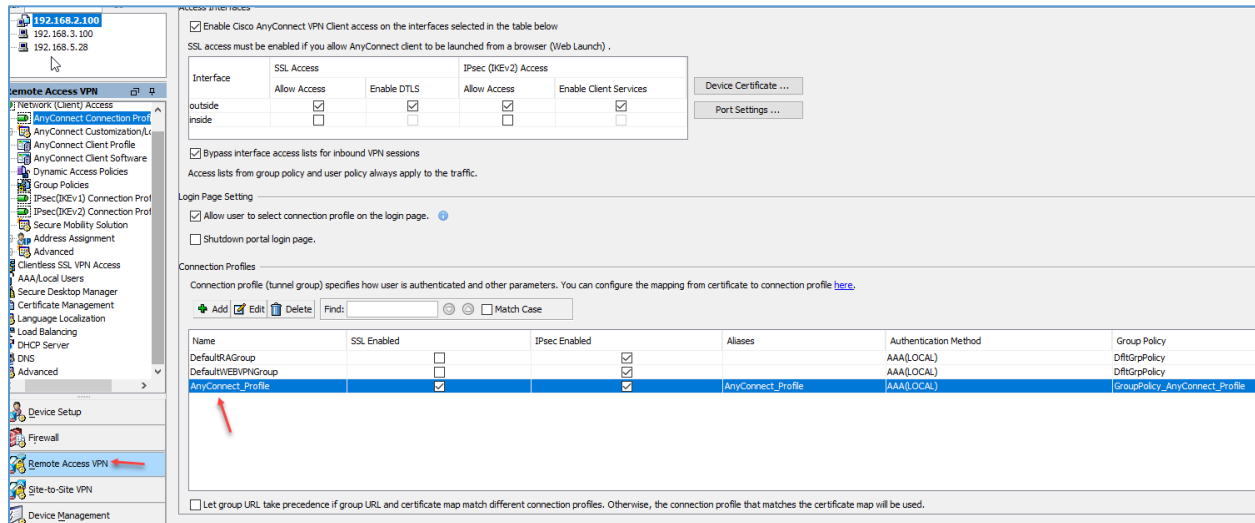 Access Interfaces
192.168.2.100
192.168.3.100
192.168.5.28
Enable Cisco AnyConnect VPN Client access on the interfaces selected in the table below
SSL access must be enabled if you allow AnyConnect client to be launched from a browser (Web Launch) .
Interface
SSL Access
IPsec (IKEv2) Access
Allow Access
Enable DTLS
Allow Access
Enable Client Services
outside
inside
Device Certificate ...
Port Settings ...
Bypass interface access lists for inbound VPN sessions
Access lists from group policy and user policy always apply to the traffic.
Login Page Setting
Allow user to select connection profile on the login page.
Shutdown portal login page.
Connection Profiles
Connection profile (tunnel group) specifies how user is authenticated and other parameters. You can configure the mapping from certificate to connection profile here.
Add Edit Delete Find: Match Case
Name SSL Enabled IPsec Enabled Aliases Authentication Method Group Policy
DefaultRAGroup AAA(LOCAL) DfltGrpPolicy
DefaultWEBVPNGroup AAA(LOCAL) DfltGrpPolicy
AnyConnect_Profile AnyConnect_Profile AAA(LOCAL) GroupPolicy_AnyConnect_Profile
Let group URL take precedence if group URL and certificate map match different connection profiles. Otherwise, the connection profile that matches the certificate map will be used.
Remote Access VPN
Network (Client) Access
AnyConnect Connection Profi
AnyConnect Customization/Lo
AnyConnect Client Profile
AnyConnect Client Software
Dynamic Access Policies
Group Policies
IPsec(IKEv1) Connection Prof
IPsec(IKEv2) Connection Prof
Secure Mobility Solution
Address Assignment
Advanced
Clientless SSL VPN Access
AAA/Local Users
Secure Desktop Manager
Certificate Management
Language Localization
Load Balancing
DHCP Server
DNS
Advanced
Device Setup
Firewall
Remote Access VPN
Site-to-Site VPN
Device Management